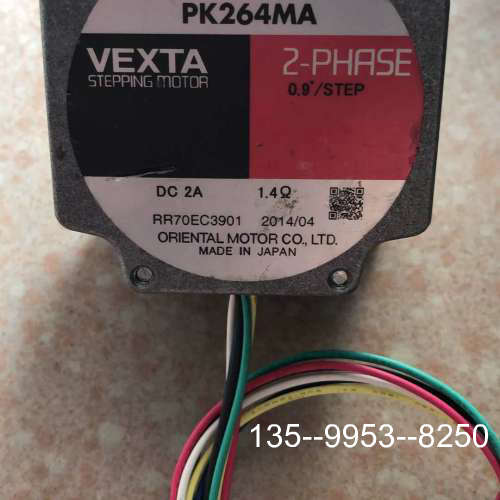 PK264MA
VEXTA
STEPPING MOTOR
2-PHASE
0.9°/STEP
DC 2A 1.4Ω
RR70EC3901 2014/04
ORIENTAL MOTOR CO., LTD.
MADE IN JAPAN
135--9953--8250